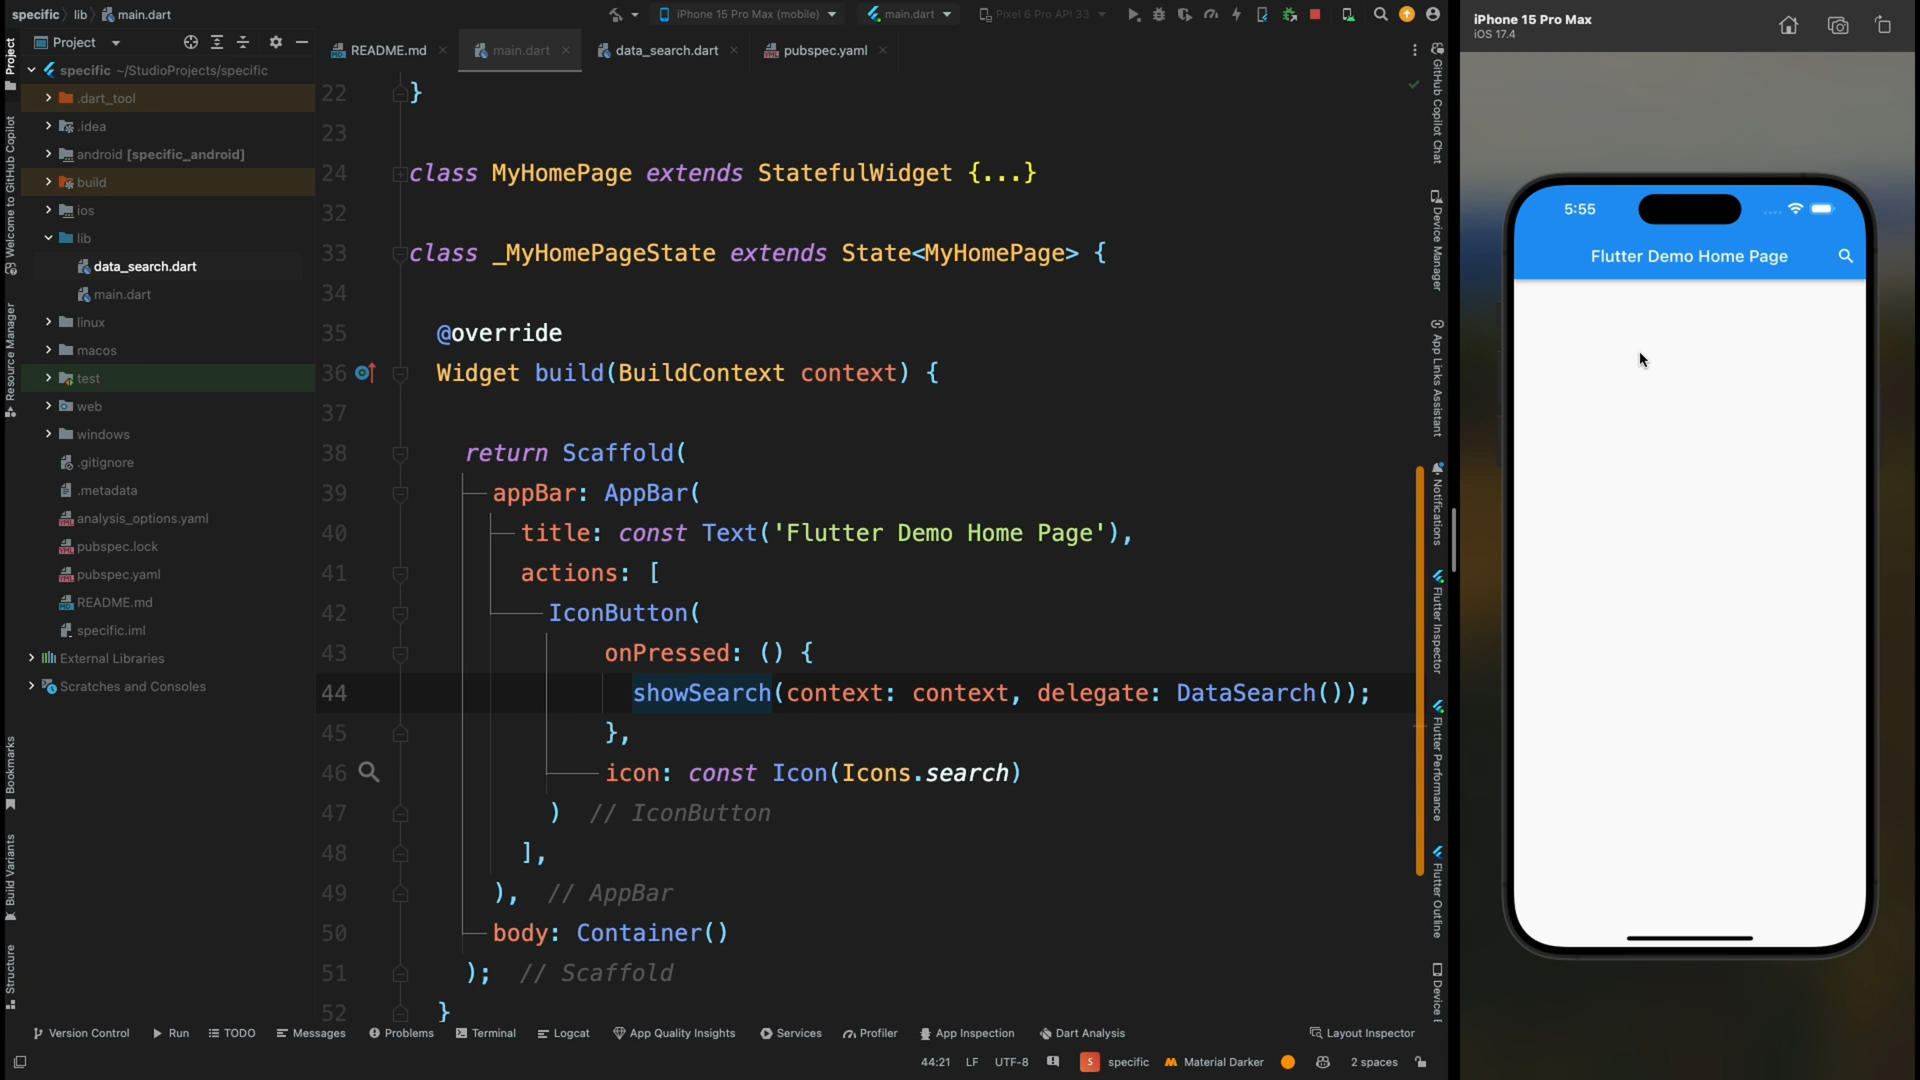 specific lib main.dart
iPhone 15 Pro Max (mobile)
main.dart
Pixel 6 Pro API 33
Project
README.md
main.dart
data_search.dart
pubspec.yaml
Project
Welcome to GitHub Copilot
Resource Manager
Bookmarks
Build Variants
Structure
specific ~/StudioProjects/specific
.dart_tool
.idea
android [specific_android]
build
ios
lib
data_search.dart
main.dart
linux
macos
test
web
windows
.gitignore
.metadata
analysis_options.yaml
pubspec.lock
pubspec.yaml
README.md
specific.iml
External Libraries
Scratches and Consoles
22 }
23
24 class MyHomePage extends StatefulWidget {...}
32
33 class _MyHomePageState extends State<MyHomePage> {
34
35 @override
36 Widget build(BuildContext context) {
37
38 return Scaffold(
39 appBar: AppBar(
40 title: const Text('Flutter Demo Home Page'),
41 actions: [
42 IconButton(
43 onPressed: () {
44 showSearch(context: context, delegate: DataSearch());
45 },
46 icon: const Icon(Icons.search)
47 ) // IconButton
48 ],
49 ), // AppBar
50 body: Container()
51 ); // Scaffold
52 }
GitHub Copilot Chat
Device Manager
App Links Assistant
Notifications
Flutter Inspector
Flutter Performance
Flutter Outline
Device E
Version Control
Run
TODO
Messages
Problems
Terminal
Logcat
App Quality Insights
Services
Profiler
App Inspection
Dart Analysis
Layout Inspector
44:21 LF UTF-8
S specific
Material Darker
2 spaces
iPhone 15 Pro Max
iOS 17.4
5:55
Flutter Demo Home Page